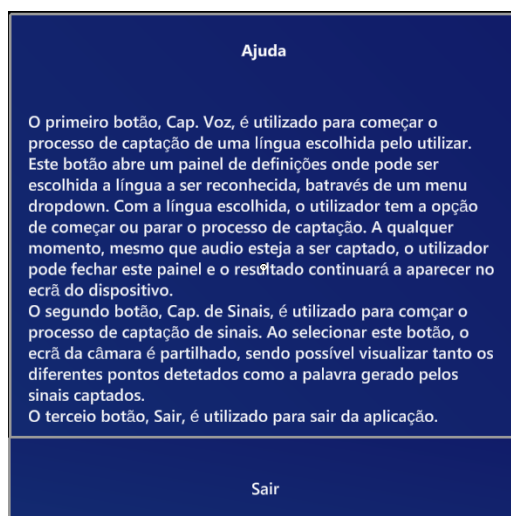 Ajuda
O primeiro botão, Cap. Voz, é utilizado para começar o
processo de captação de uma língua escolhida pelo utilizar.
Este botão abre um painel de definições onde pode ser
escolhida a língua a ser reconhecida, batravés de um menu
dropdown. Com a língua escolhida, o utilizador tem a opção
de começar ou parar o processo de captação. A qualquer
momento, mesmo que audio esteja a ser captado, o utilizador
pode fechar este painel e o resultado continuará a aparecer no
ecrã do dispositivo.
O segundo botão, Cap. de Sinais, é utilizado para comçar o
processo de captação de sinais. Ao selecionar este botão, o
ecrã da câmara é partilhado, sendo possível visualizar tanto os
diferentes pontos detetados como a palavra gerado pelos
sinais captados.
O terceio botão, Sair, é utilizado para sair da aplicação.
Sair